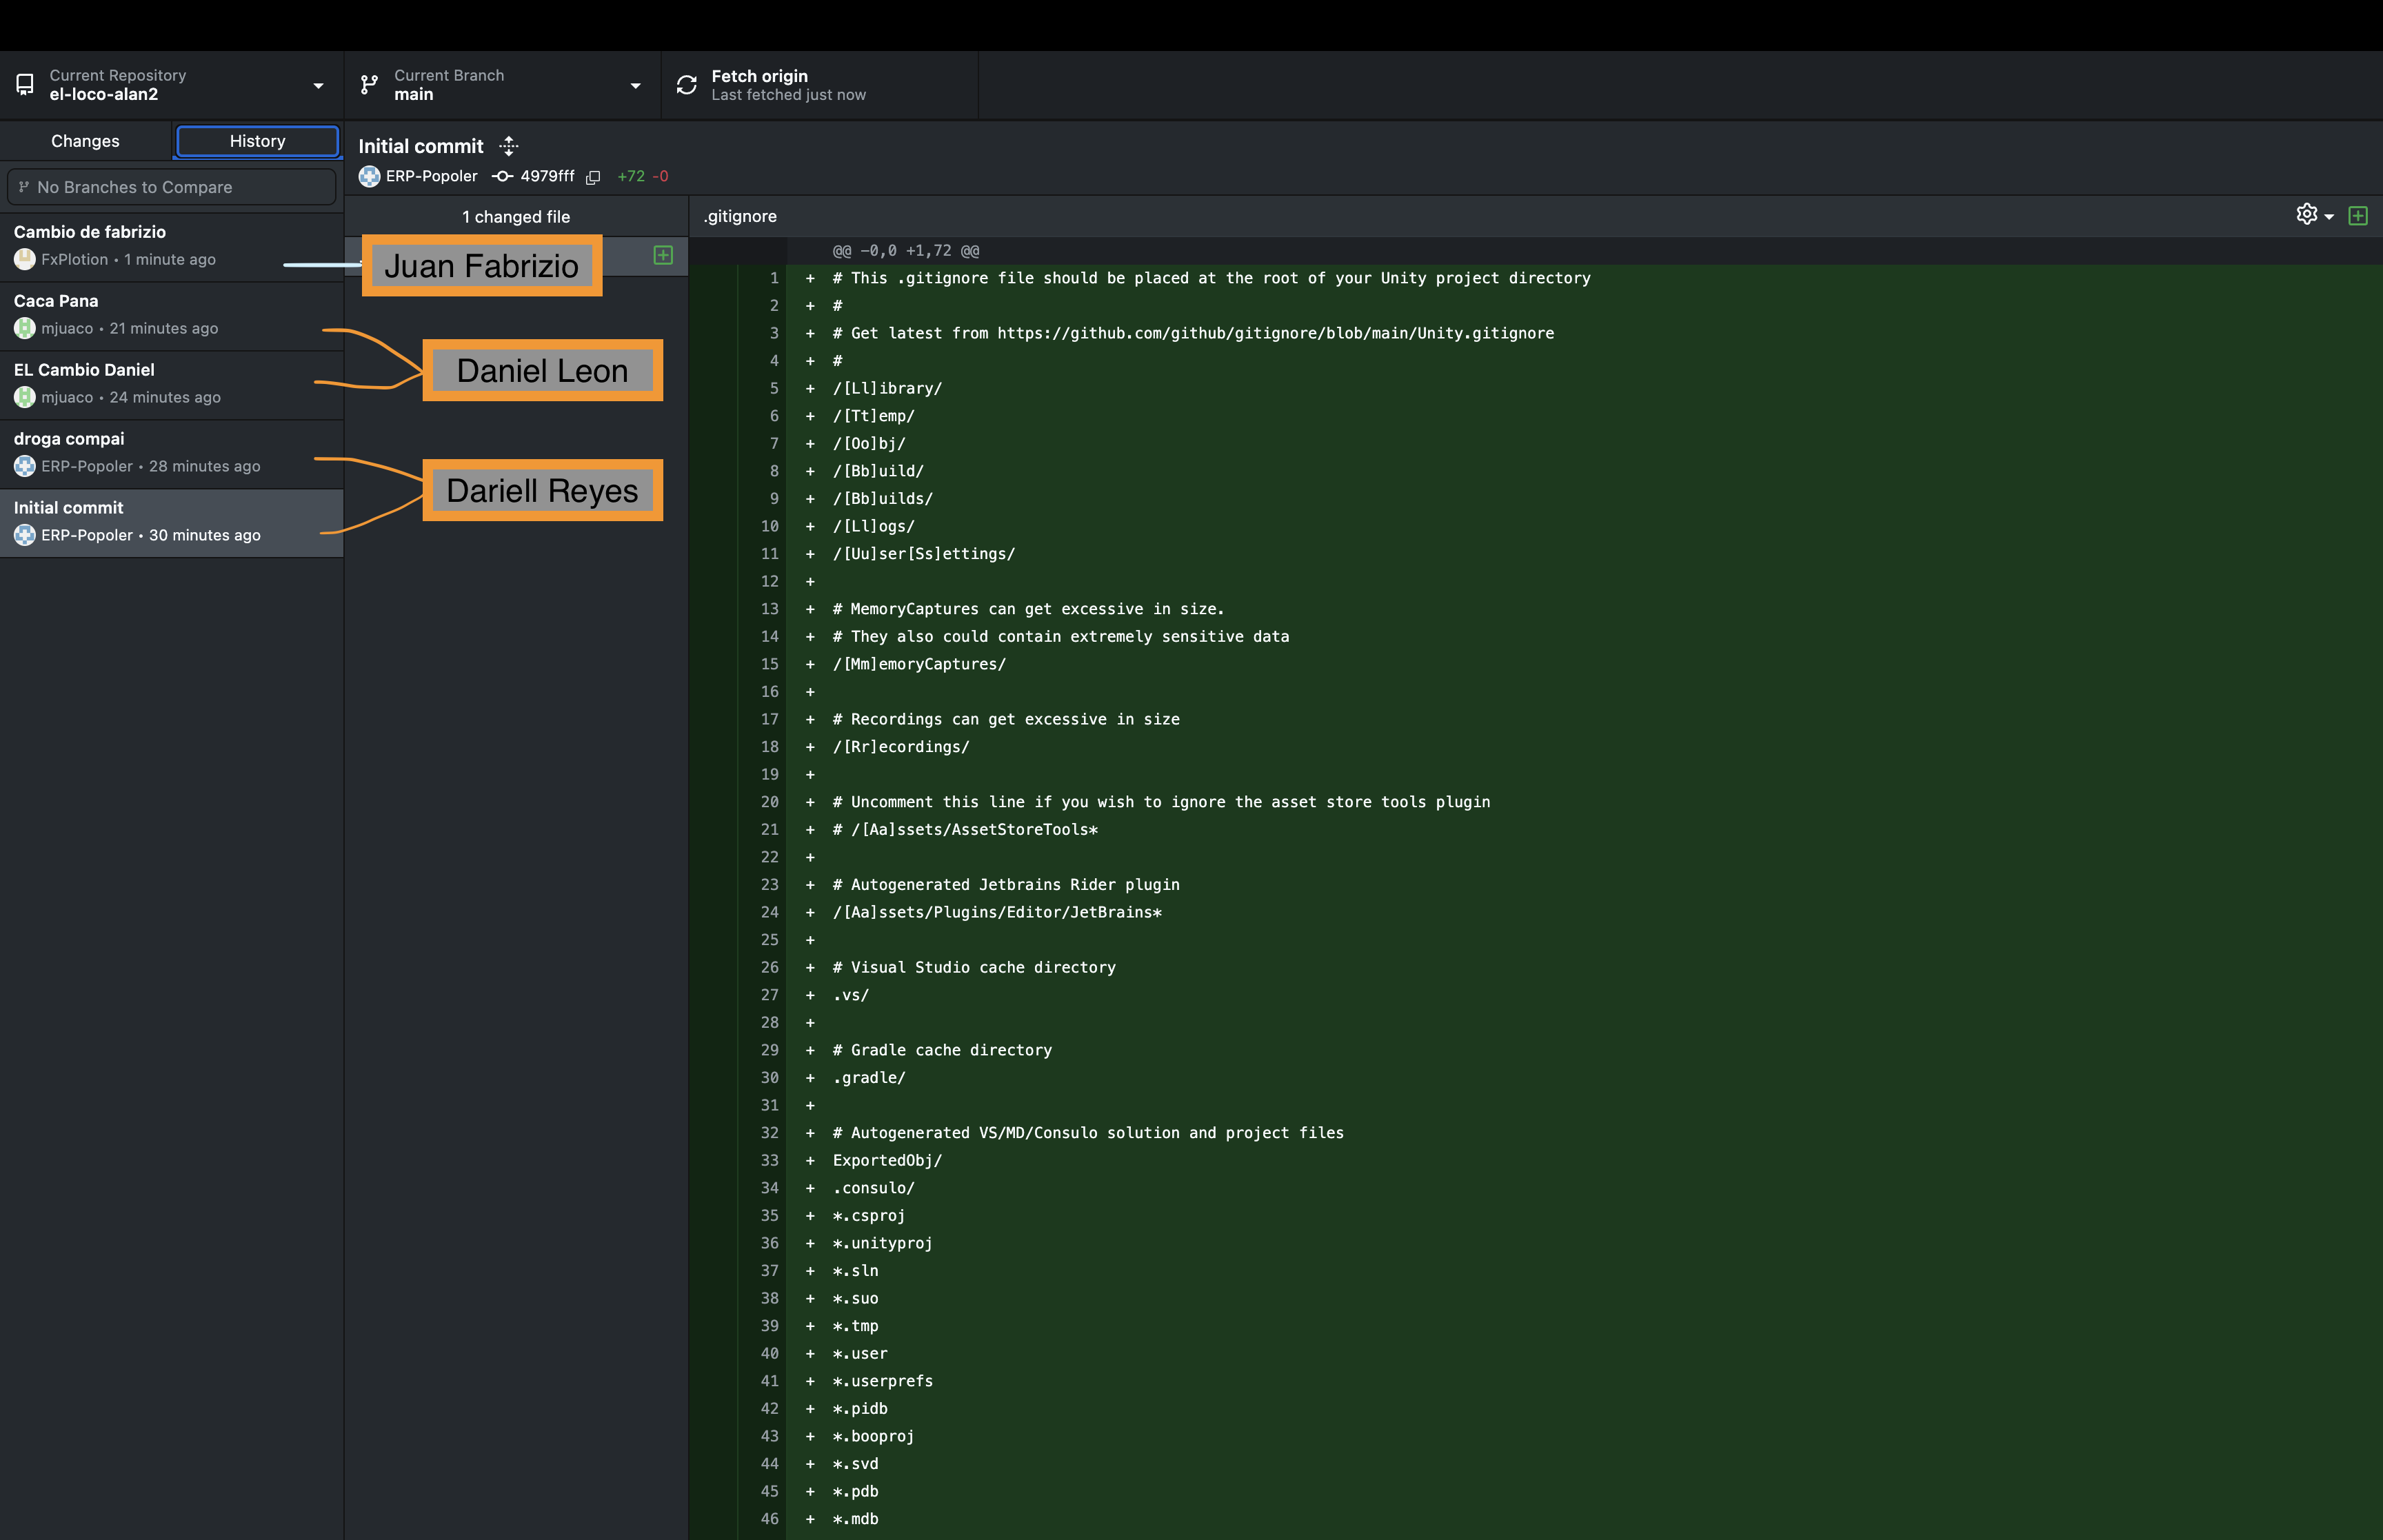 Current Repository
el-loco-alan2
Current Branch
main
Fetch origin
Last fetched just now
Changes
History
No Branches to Compare
Cambio de fabrizio
FxPlotion • 1 minute ago
Caca Pana
mjuaco • 21 minutes ago
EL Cambio Daniel
mjuaco • 24 minutes ago
droga compai
ERP-Popoler • 28 minutes ago
Initial commit
ERP-Popoler • 30 minutes ago
Initial commit
ERP-Popoler 4979fff +72 -0
1 changed file
Juan Fabrizio
Daniel Leon
Dariell Reyes
.gitignore
@@ -0,0 +1,72 @@
1 + # This .gitignore file should be placed at the root of your Unity project directory
2 + #
3 + # Get latest from https://github.com/github/gitignore/blob/main/Unity.gitignore
4 + #
5 + /[Ll]ibrary/
6 + /[Tt]emp/
7 + /[Oo]bj/
8 + /[Bb]uild/
9 + /[Bb]uilds/
10 + /[Ll]ogs/
11 + /[Uu]ser[Ss]ettings/
12 +
13 + # MemoryCaptures can get excessive in size.
14 + # They also could contain extremely sensitive data
15 + /[Mm]emoryCaptures/
16 +
17 + # Recordings can get excessive in size
18 + /[Rr]ecordings/
19 +
20 + # Uncomment this line if you wish to ignore the asset store tools plugin
21 + # /[Aa]ssets/AssetStoreTools*
22 +
23 + # Autogenerated Jetbrains Rider plugin
24 + /[Aa]ssets/Plugins/Editor/JetBrains*
25 +
26 + # Visual Studio cache directory
27 + .vs/
28 +
29 + # Gradle cache directory
30 + .gradle/
31 +
32 + # Autogenerated VS/MD/Consulo solution and project files
33 + ExportedObj/
34 + .consulo/
35 + *.csproj
36 + *.unityproj
37 + *.sln
38 + *.suo
39 + *.tmp
40 + *.user
41 + *.userprefs
42 + *.pidb
43 + *.booproj
44 + *.svd
45 + *.pdb
46 + *.mdb